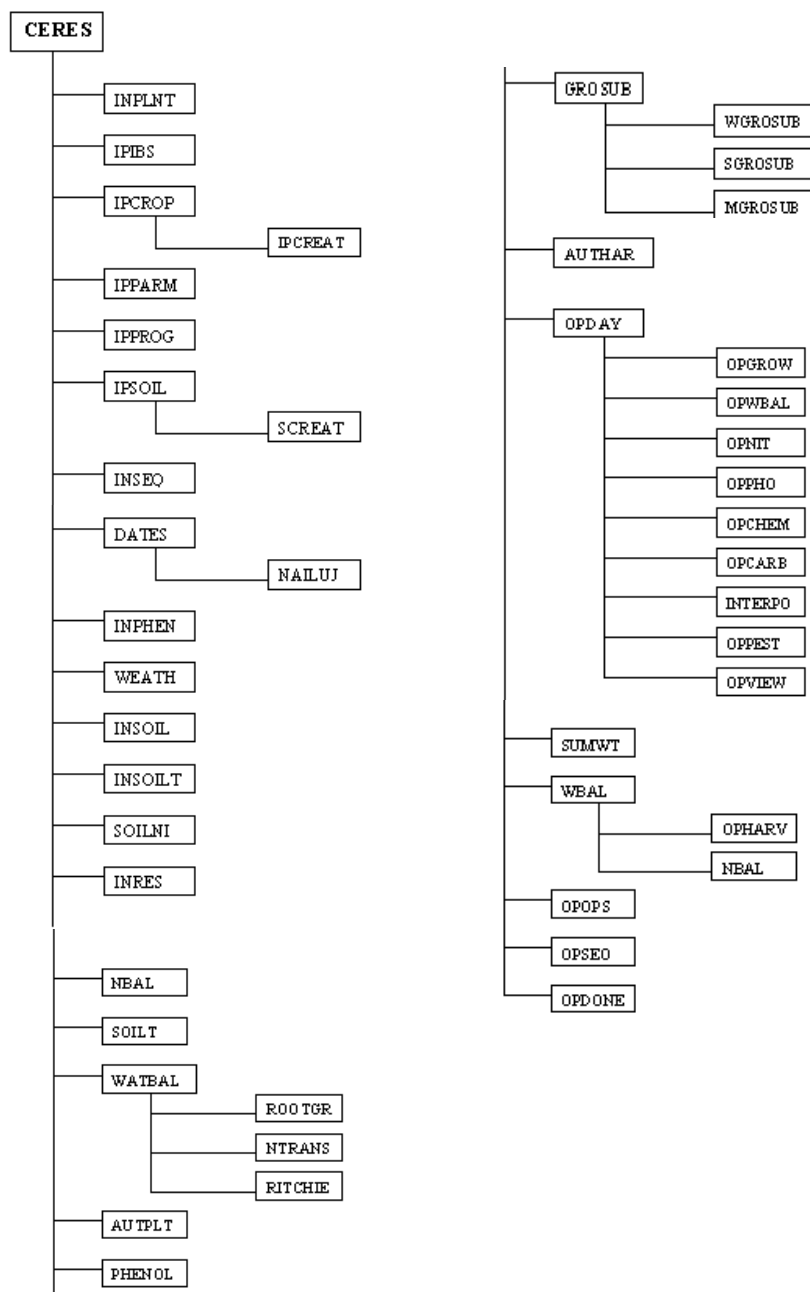 CERES
INPLNT
IPIBS
IPCROP
IPCREAT
IPPARM
IPPROG
IPSOIL
SCREAT
INSEQ
DATES
NAILUJ
INPHEN
WEATH
INSOIL
INSOILT
SOILNI
INRES
NBAL
SOILT
WATBAL
ROOTGR
NTRANS
RITCHIE
AUTPLT
PHENOL
GROSUB
WGROSUB
SGROSUB
MGROSUB
AUTHAR
OPDAY
OPGROW
OPWBAL
OPNIT
OPPHO
OPCHEM
OPCARB
INTERPO
OPPEST
OPVIEW
SUMWT
WBAL
OPHARV
NBAL
OPOPS
OPSEO
OPDONE